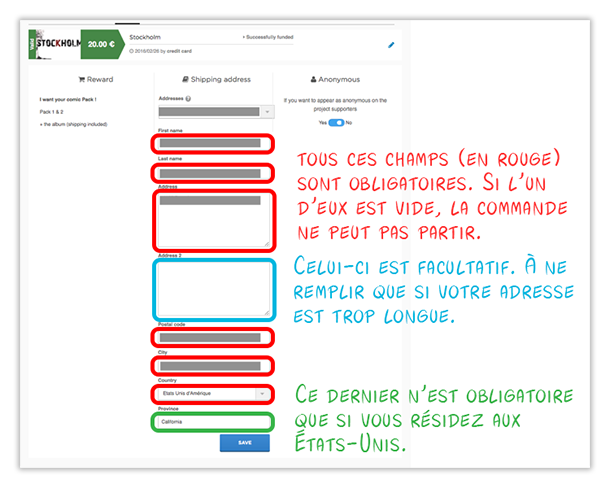 Stockholm
• Successfully funded
STOCKHOLM
20.00 €
2016/02/26 by credit card
Reward
Shipping address
Anonymous
I want your comic Pack !
Pack 1 & 2
+ the album (shipping included)
Addresses
If you want to appear as anonymous on the
project supporters
Yes No
First name
Last name
Address
TOUS CES CHAMPS (EN ROUGE)
SONT OBLIGATOIRES. SI L'UN
D'EUX EST VIDE, LA COMMANDE
NE PEUT PAS PARTIR.
Address 2
CELUI-CI EST FACULTATIF. À NE
REMPLIR QUE SI VOTRE ADRESSE
EST TROP LONGUE.
Postal code
City
Country
Etats Unis d'Amérique
Province
California
CE DERNIER N'EST OBLIGATOIRE
QUE SI VOUS RÉSIDEZ AUX
ÉTATS-UNIS.
SAVE